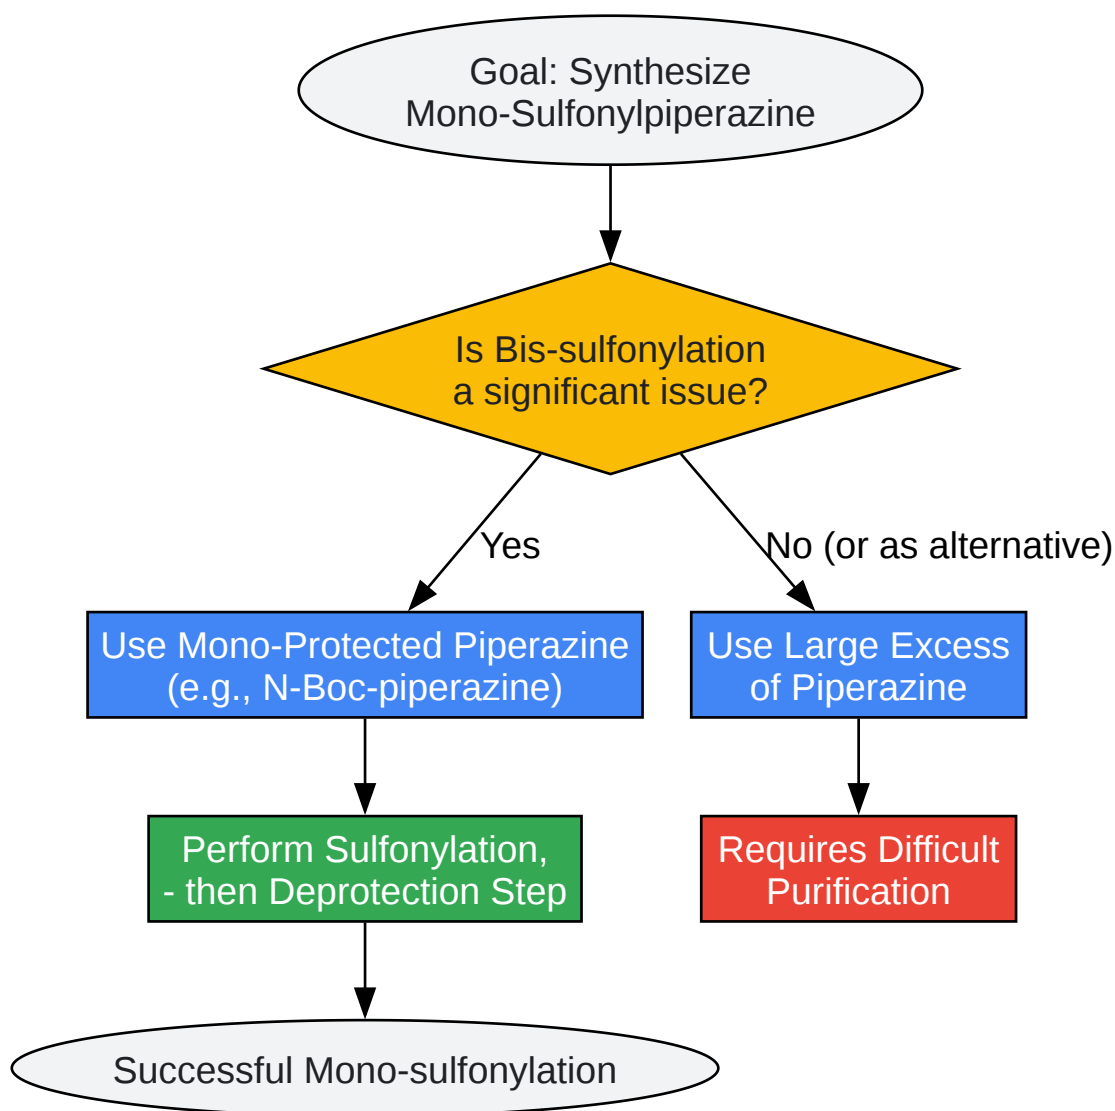 Goal: Synthesize
Mono-Sulfonylpiperazine
Is Bis-sulfonylation
a significant issue?
Yes
No (or as alternative)
Use Mono-Protected Piperazine
(e.g., N-Boc-piperazine)
Use Large Excess
of Piperazine
Perform Sulfonylation,
- then Deprotection Step
Requires Difficult
Purification
Successful Mono-sulfonylation